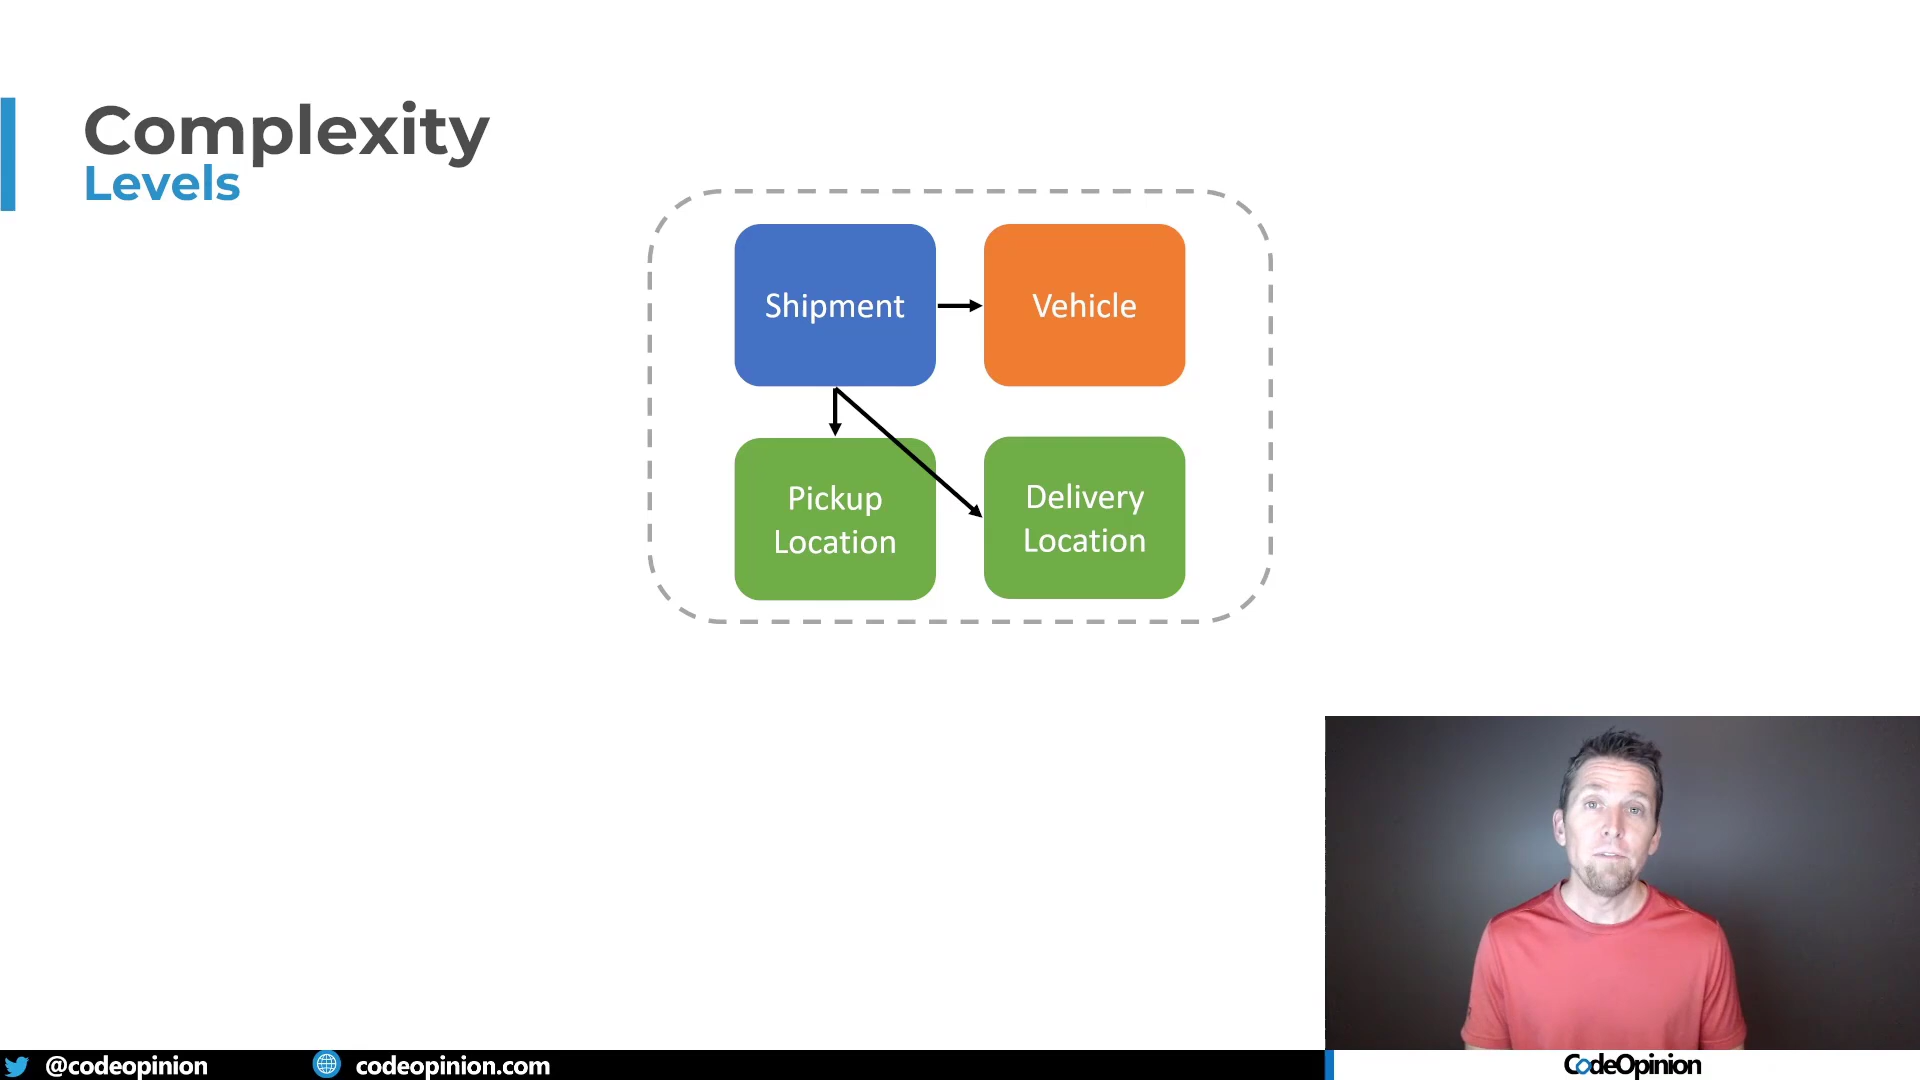 Complexity
Levels
Shipment
Vehicle
Pickup
Location
Delivery
Location
@codeopinion
codeopinion.com
CodeOpinion